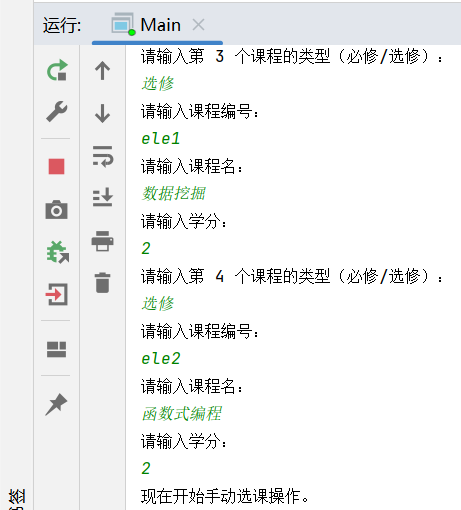 运行: Main
请输入第 3 个课程的类型（必修/选修）：
选修
请输入课程编号：
ele1
请输入课程名：
数据挖掘
请输入学分：
2
请输入第 4 个课程的类型（必修/选修）：
选修
请输入课程编号：
ele2
请输入课程名：
函数式编程
请输入学分：
2
现在开始手动选课操作。